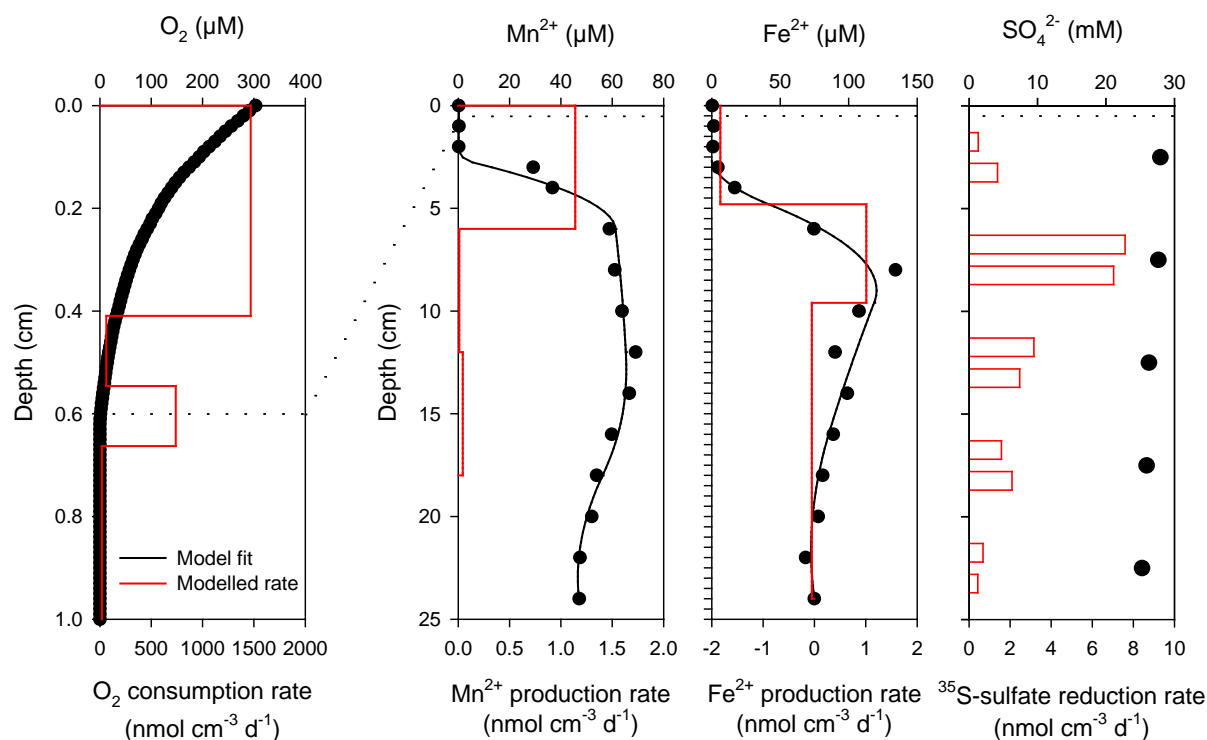 O₂ (µM)
0 100 200 300 400
Mn²⁺ (µM)
0 20 40 60 80
Fe²⁺ (µM)
0 50 100 150
SO₄²⁻ (mM)
0 10 20 30
Depth (cm)
0.0
0.2
0.4
0.6
0.8
1.0
Model fit
Modelled rate
0 500 1000 1500 2000
O₂ consumption rate
(nmol cm⁻³ d⁻¹)
Depth (cm)
0
5
10
15
20
25
0.0 0.4 0.8 1.2 1.6 2.0
Mn²⁺ production rate
(nmol cm⁻³ d⁻¹)
-2 -1 0 1 2
Fe²⁺ production rate
(nmol cm⁻³ d⁻¹)
0 2 4 6 8 10
³⁵S-sulfate reduction rate
(nmol cm⁻³ d⁻¹)